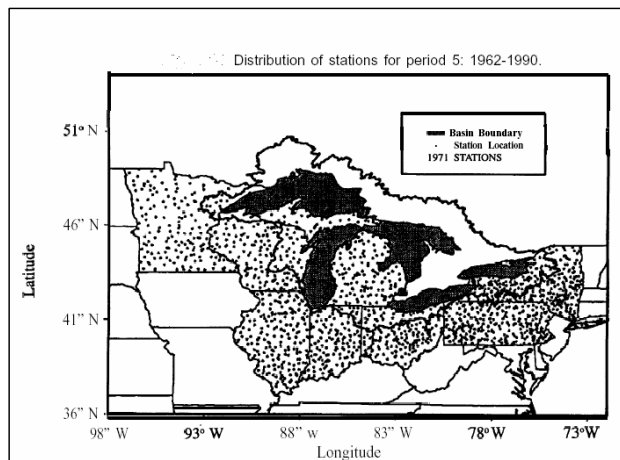 Distribution of stations for period 5: 1962-1990.
51° N
Basin Boundary
Station Location
1971 STATIONS
46" N
Latitude
41" N
36" N
98" W 93° W 88" W 83° W 78" W 73°W
Longitude